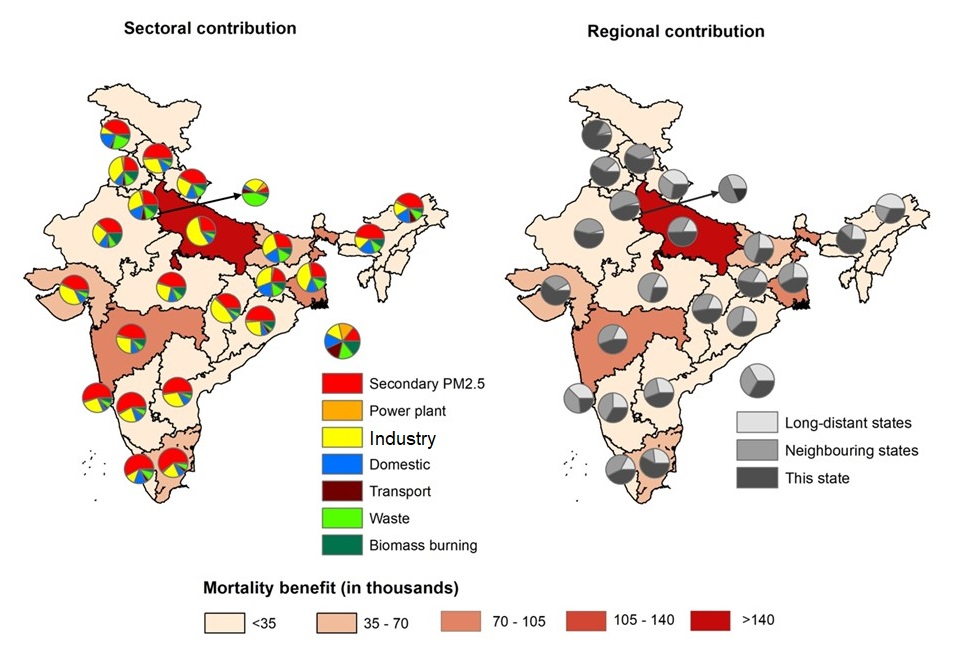 Sectoral contribution
Regional contribution
Secondary PM2.5
Power plant
Industry
Domestic
Transport
Waste
Biomass burning
Long-distant states
Neighbouring states
This state
Mortality benefit (in thousands)
<35
35 - 70
70 - 105
105 - 140
>140